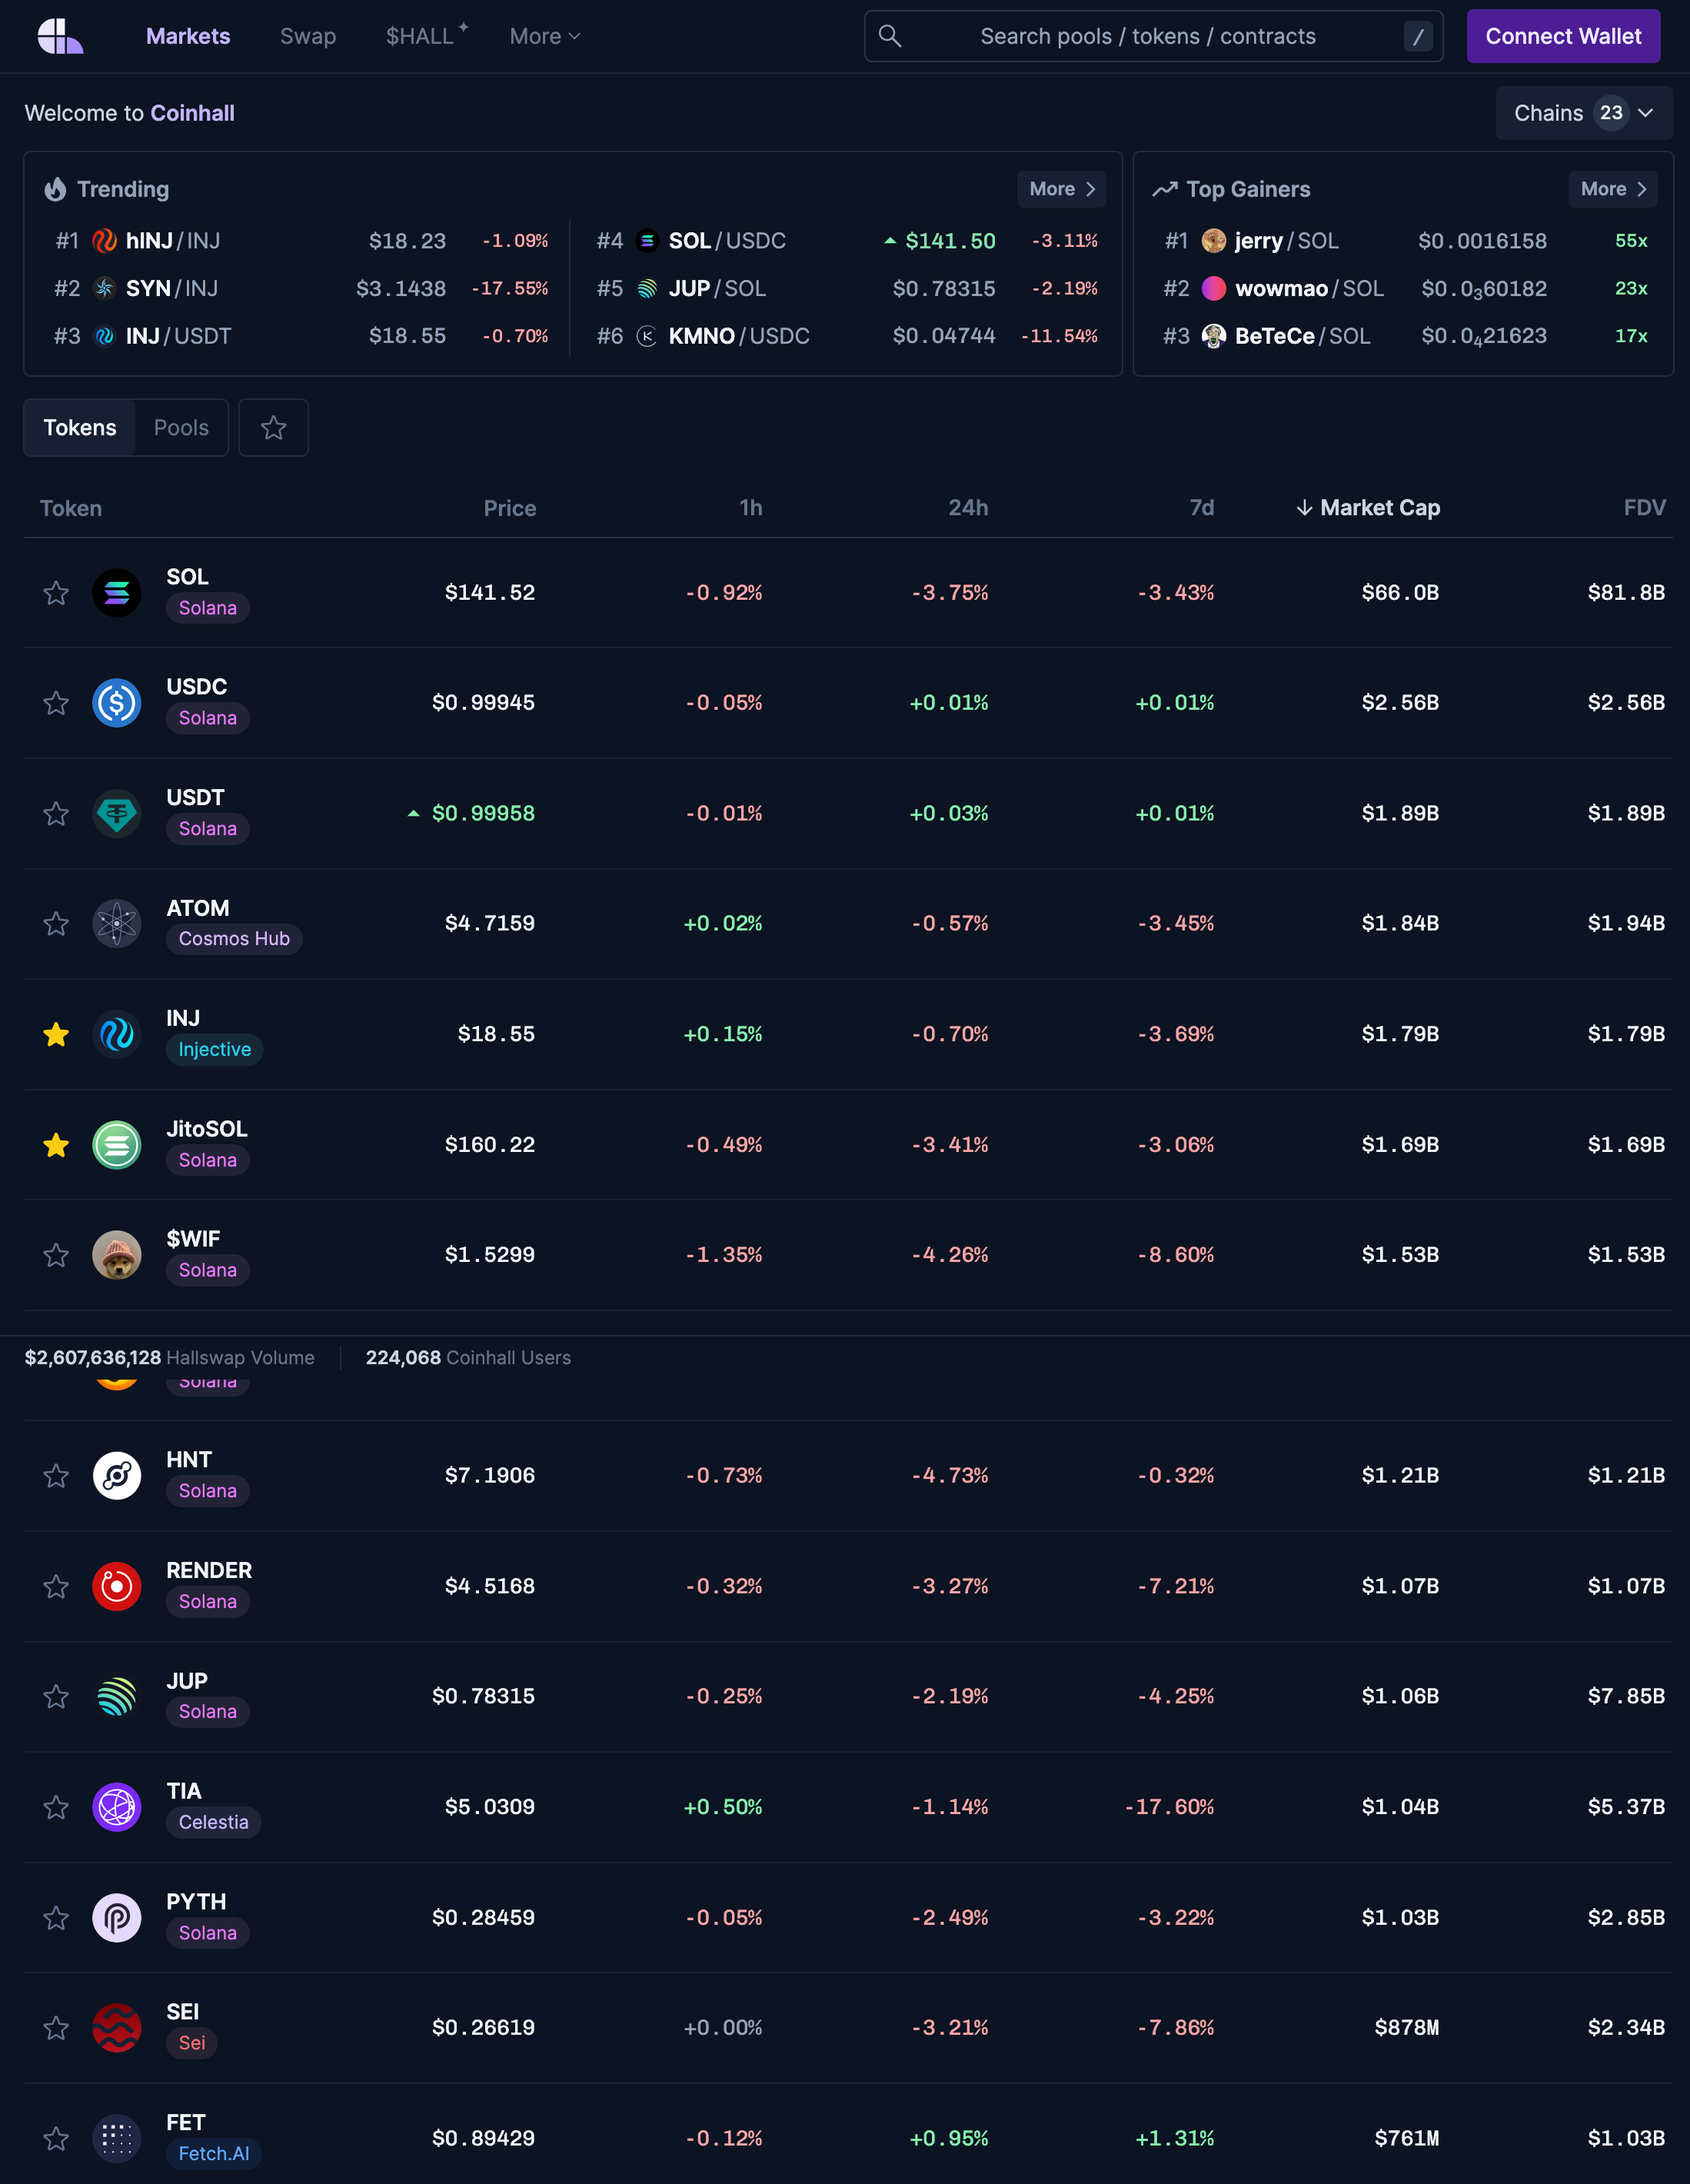 Markets Swap $HALL More Search pools / tokens / contracts / Connect Wallet
Welcome to Coinhall Chains 23
Trending More
#1 hINJ/INJ $18.23 -1.09%
#2 SYN/INJ $3.1438 -17.55%
#3 INJ/USDT $18.55 -0.70%
#4 SOL/USDC $141.50 -3.11%
#5 JUP/SOL $0.78315 -2.19%
#6 KMNO/USDC $0.04744 -11.54%
Top Gainers More
#1 jerry/SOL $0.0016158 55x
#2 wowmao/SOL $0.0₃60182 23x
#3 BeTeCe/SOL $0.0₄21623 17x
Tokens Pools
Token Price 1h 24h 7d Market Cap FDV
SOL
Solana
$141.52 -0.92% -3.75% -3.43% $66.0B $81.8B
USDC
Solana
$0.99945 -0.05% +0.01% +0.01% $2.56B $2.56B
USDT
Solana
$0.99958 -0.01% +0.03% +0.01% $1.89B $1.89B
ATOM
Cosmos Hub
$4.7159 +0.02% -0.57% -3.45% $1.84B $1.94B
INJ
Injective
$18.55 +0.15% -0.70% -3.69% $1.79B $1.79B
JitoSOL
Solana
$160.22 -0.49% -3.41% -3.06% $1.69B $1.69B
$WIF
Solana
$1.5299 -1.35% -4.26% -8.60% $1.53B $1.53B
$2,607,636,128 Hallswap Volume 224,068 Coinhall Users
Solana
HNT
Solana
$7.1906 -0.73% -4.73% -0.32% $1.21B $1.21B
RENDER
Solana
$4.5168 -0.32% -3.27% -7.21% $1.07B $1.07B
JUP
Solana
$0.78315 -0.25% -2.19% -4.25% $1.06B $7.85B
TIA
Celestia
$5.0309 +0.50% -1.14% -17.60% $1.04B $5.37B
PYTH
Solana
$0.28459 -0.05% -2.49% -3.22% $1.03B $2.85B
SEI
Sei
$0.26619 +0.00% -3.21% -7.86% $878M $2.34B
FET
Fetch.AI
$0.89429 -0.12% +0.95% +1.31% $761M $1.03B